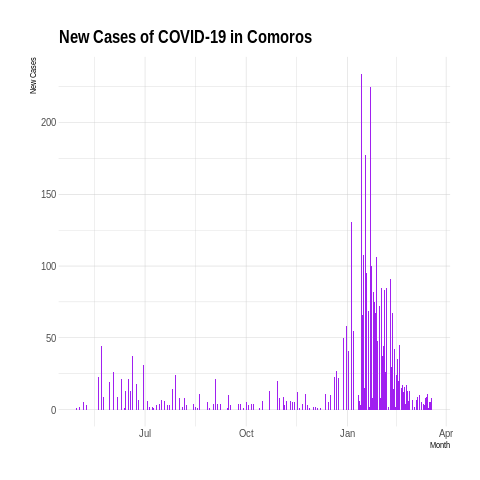 New Cases of COVID-19 in Comoros
New Cases
200
150
100
50
0
Jul Oct Jan Apr
Month